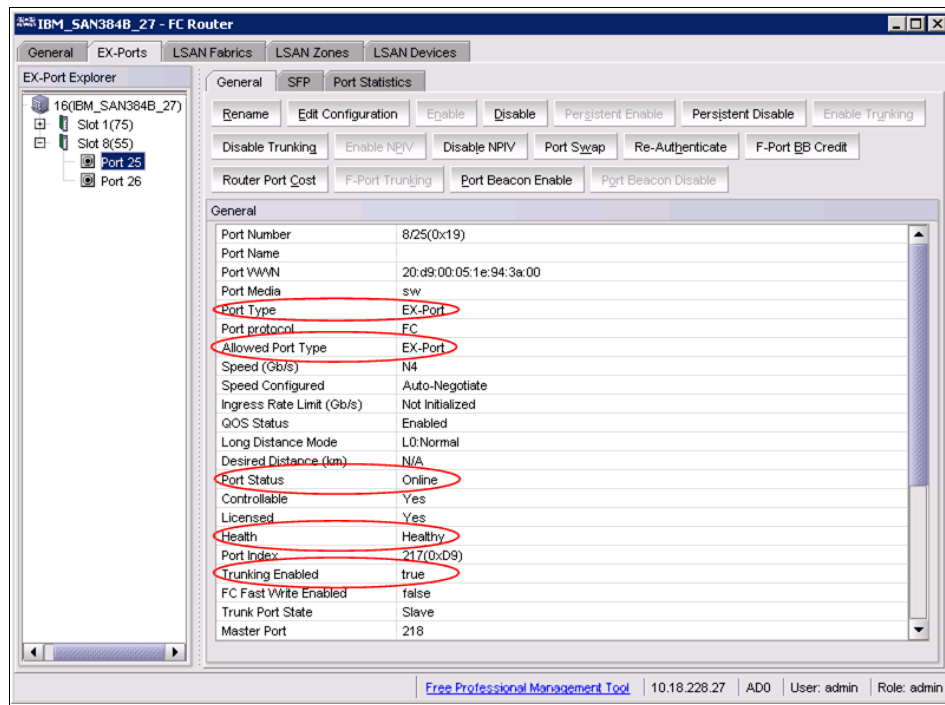 IBM_SAN384B_27 - FC Router
General EX-Ports LSAN Fabrics LSAN Zones LSAN Devices
EX-Port Explorer
16(IBM_SAN384B_27)
Slot 1(75)
Slot 8(55)
Port 25
Port 26
General SFP Port Statistics
Rename Edit Configuration Enable Disable Persistent Enable Persistent Disable Enable Trunking
Disable Trunking Enable NPIV Disable NPIV Port Swap Re-Authenticate F-Port BB Credit
Router Port Cost F-Port Trunking Port Beacon Enable Port Beacon Disable
General
Port Number 8/25(0x19)
Port Name
Port WWN 20:d9:00:05:1e:94:3a:00
Port Media sw
Port Type EX-Port
Port protocol FC
Allowed Port Type EX-Port
Speed (Gb/s) N4
Speed Configured Auto-Negotiate
Ingress Rate Limit (Gb/s) Not Initialized
QOS Status Enabled
Long Distance Mode L0:Normal
Desired Distance (km) N/A
Port Status Online
Controllable Yes
Licensed Yes
Health Healthy
Port Index 217(0xD9)
Trunking Enabled true
FC Fast Write Enabled false
Trunk Port State Slave
Master Port 218
Free Professional Management Tool 10.18.228.27 AD0 User: admin Role: admin